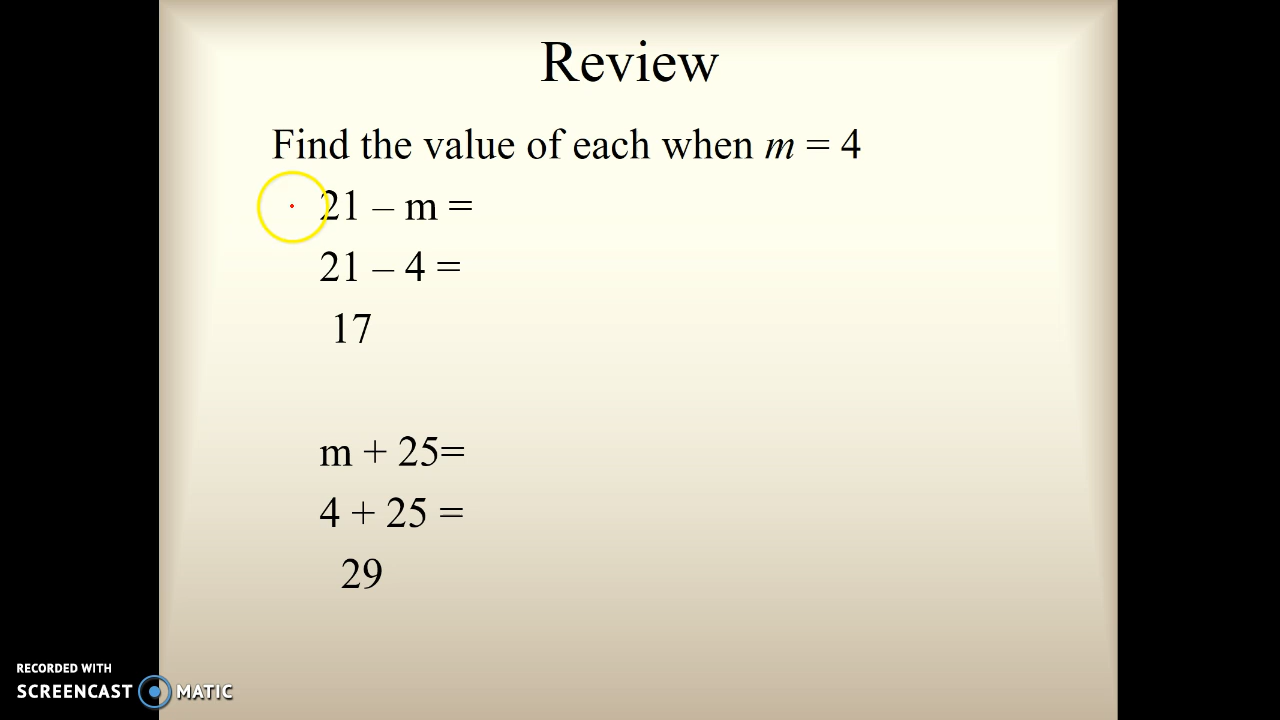 Review
Find the value of each when m = 4
21 – m =
21 – 4 =
17
m + 25=
4 + 25 =
29
RECORDED WITH
SCREENCAST MATIC